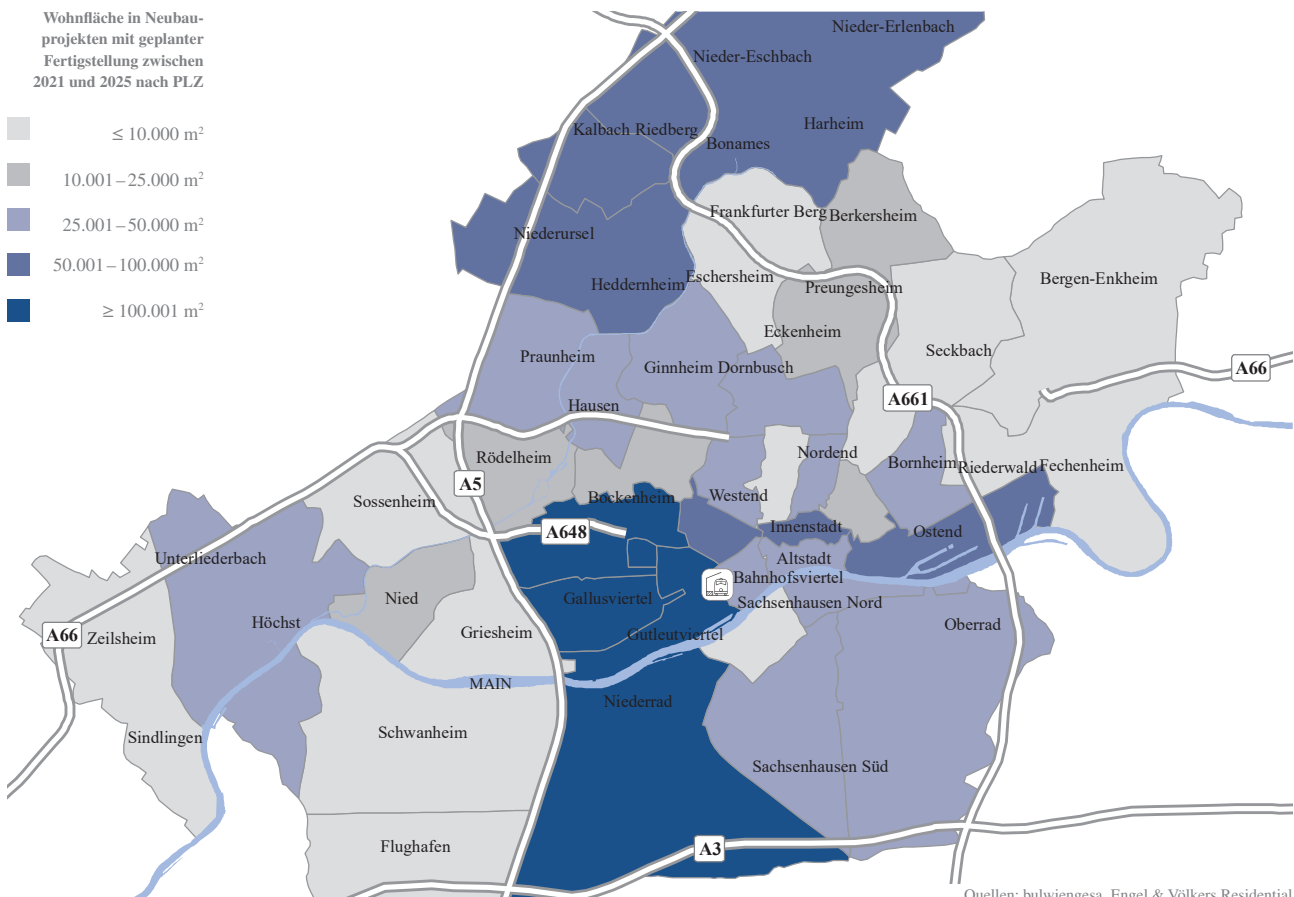 Wohnfläche in Neubau-
projekten mit geplanter
Fertigstellung zwischen
2021 und 2025 nach PLZ
≤ 10.000 m²
10.001–25.000 m²
25.001–50.000 m²
50.001–100.000 m²
≥ 100.001 m²
Nieder-Erlenbach
Nieder-Eschbach
Harheim
Kalbach Riedberg
Bonames
Frankfurter Berg
Berkersheim
Niederursel
Heddernheim
Eschersheim
Preungesheim
Bergen-Enkheim
Eckenheim
Seckbach
Praunheim
Ginnheim
Dornbusch
A66
A661
Hausen
Rödelheim
Nordend
Bornheim
Riederwald
Fechenheim
A5
Sossenheim
Bockenheim
Westend
A648
Innenstadt
Ostend
Unterliederbach
Altstadt
Bahnhofsviertel
Gallusviertel
Nied
Sachsenhausen Nord
Höchst
Griesheim
Gutleutviertel
Oberrad
A66
Zeilsheim
MAIN
Niederrad
Sindlingen
Schwanheim
Sachsenhausen Süd
Flughafen
A3
Quellen: bulwiengesa, Engel & Völkers Residential